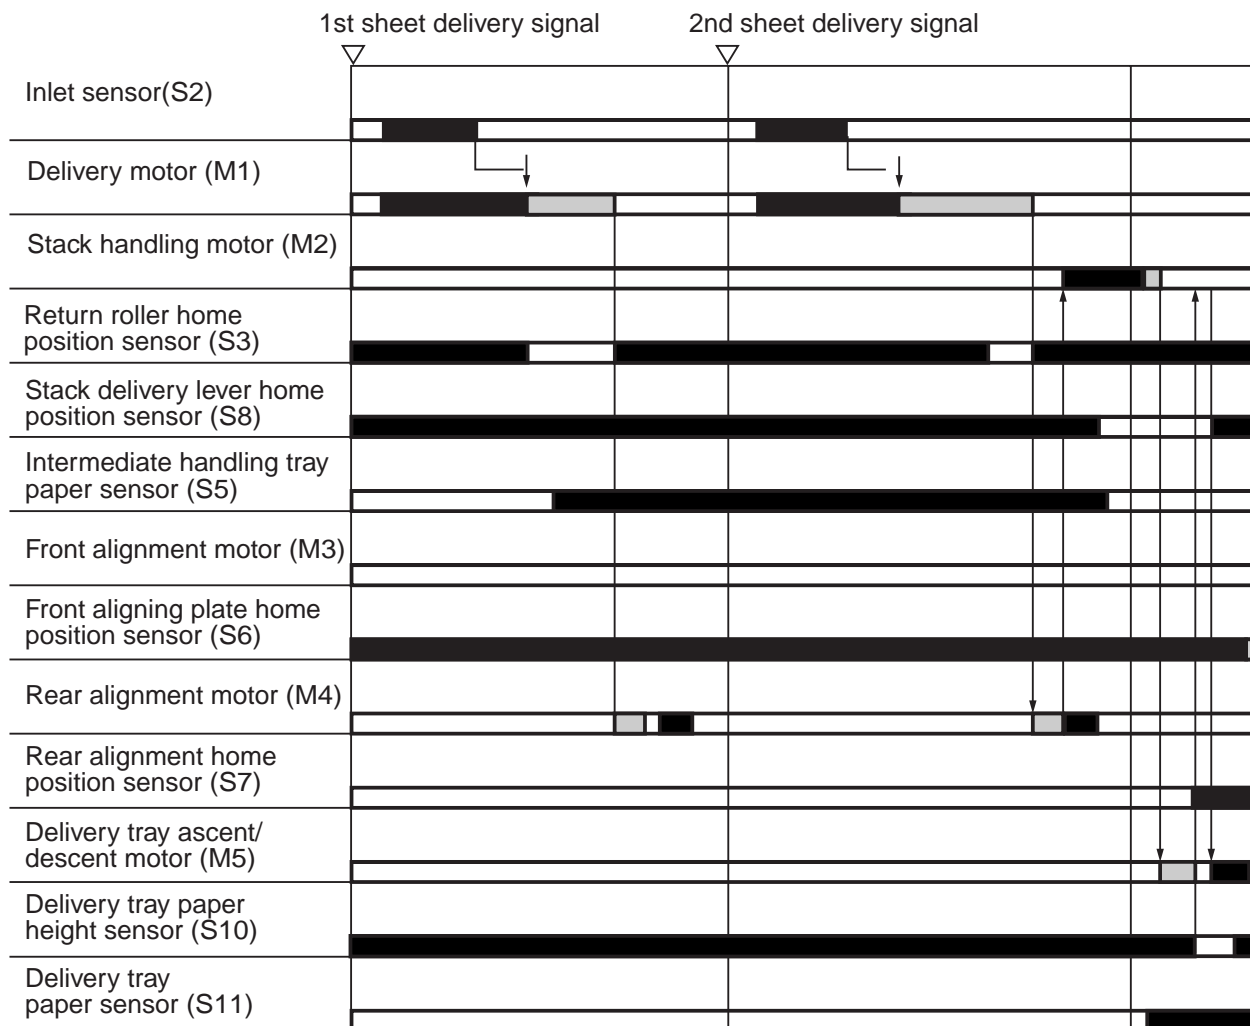 1st sheet delivery signal
2nd sheet delivery signal
Inlet sensor(S2)
Delivery motor (M1)
Stack handling motor (M2)
Return roller home
position sensor (S3)
Stack delivery lever home
position sensor (S8)
Intermediate handling tray
paper sensor (S5)
Front alignment motor (M3)
Front aligning plate home
position sensor (S6)
Rear alignment motor (M4)
Rear alignment home
position sensor (S7)
Delivery tray ascent/
descent motor (M5)
Delivery tray paper
height sensor (S10)
Delivery tray
paper sensor (S11)